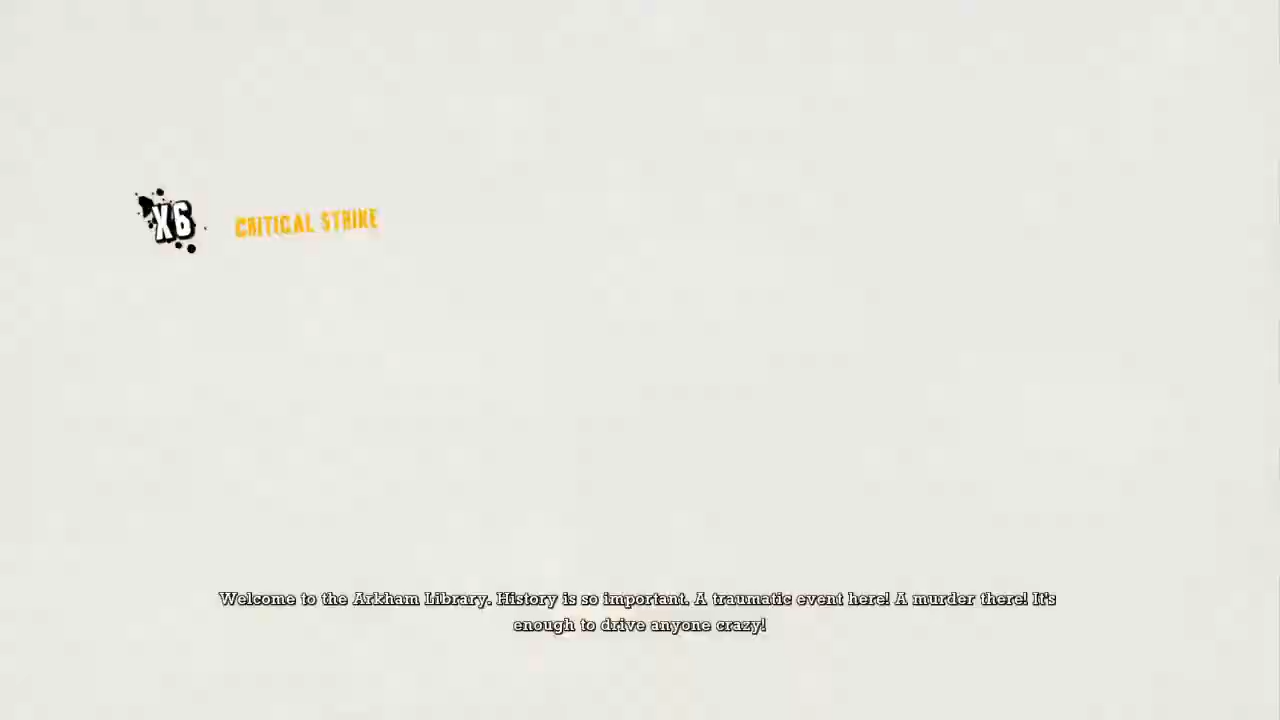 X6
CRITICAL STRIKE
Welcome to the Arkham Library. History is so important. A traumatic event here! A murder there! It's
enough to drive anyone crazy!